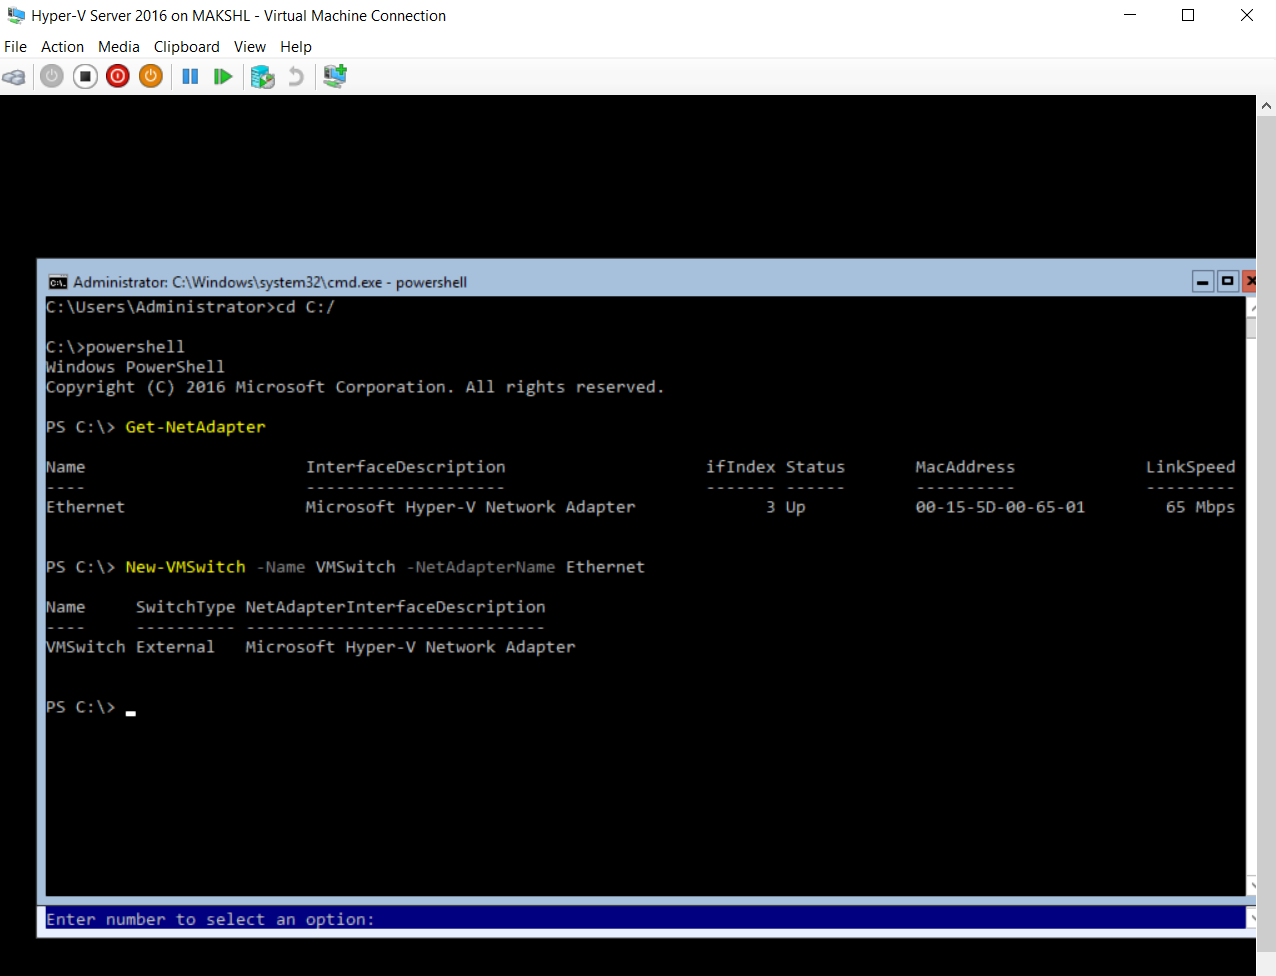 Hyper-V Server 2016 on MAKSHL - Virtual Machine Connection
File Action Media Clipboard View Help
Administrator: C:\Windows\system32\cmd.exe - powershell
C:\Users\Administrator>cd C:/
C:\>powershell
Windows PowerShell
Copyright (C) 2016 Microsoft Corporation. All rights reserved.
PS C:\> Get-NetAdapter
Name InterfaceDescription ifIndex Status MacAddress LinkSpeed
---- -------------------- ------- ------ ---------- ---------
Ethernet Microsoft Hyper-V Network Adapter 3 Up 00-15-5D-00-65-01 65 Mbps
PS C:\> New-VMSwitch -Name VMSwitch -NetAdapterName Ethernet
Name SwitchType NetAdapterInterfaceDescription
---- ---------- ------------------------------
VMSwitch External Microsoft Hyper-V Network Adapter
PS C:\> _
Enter number to select an option: